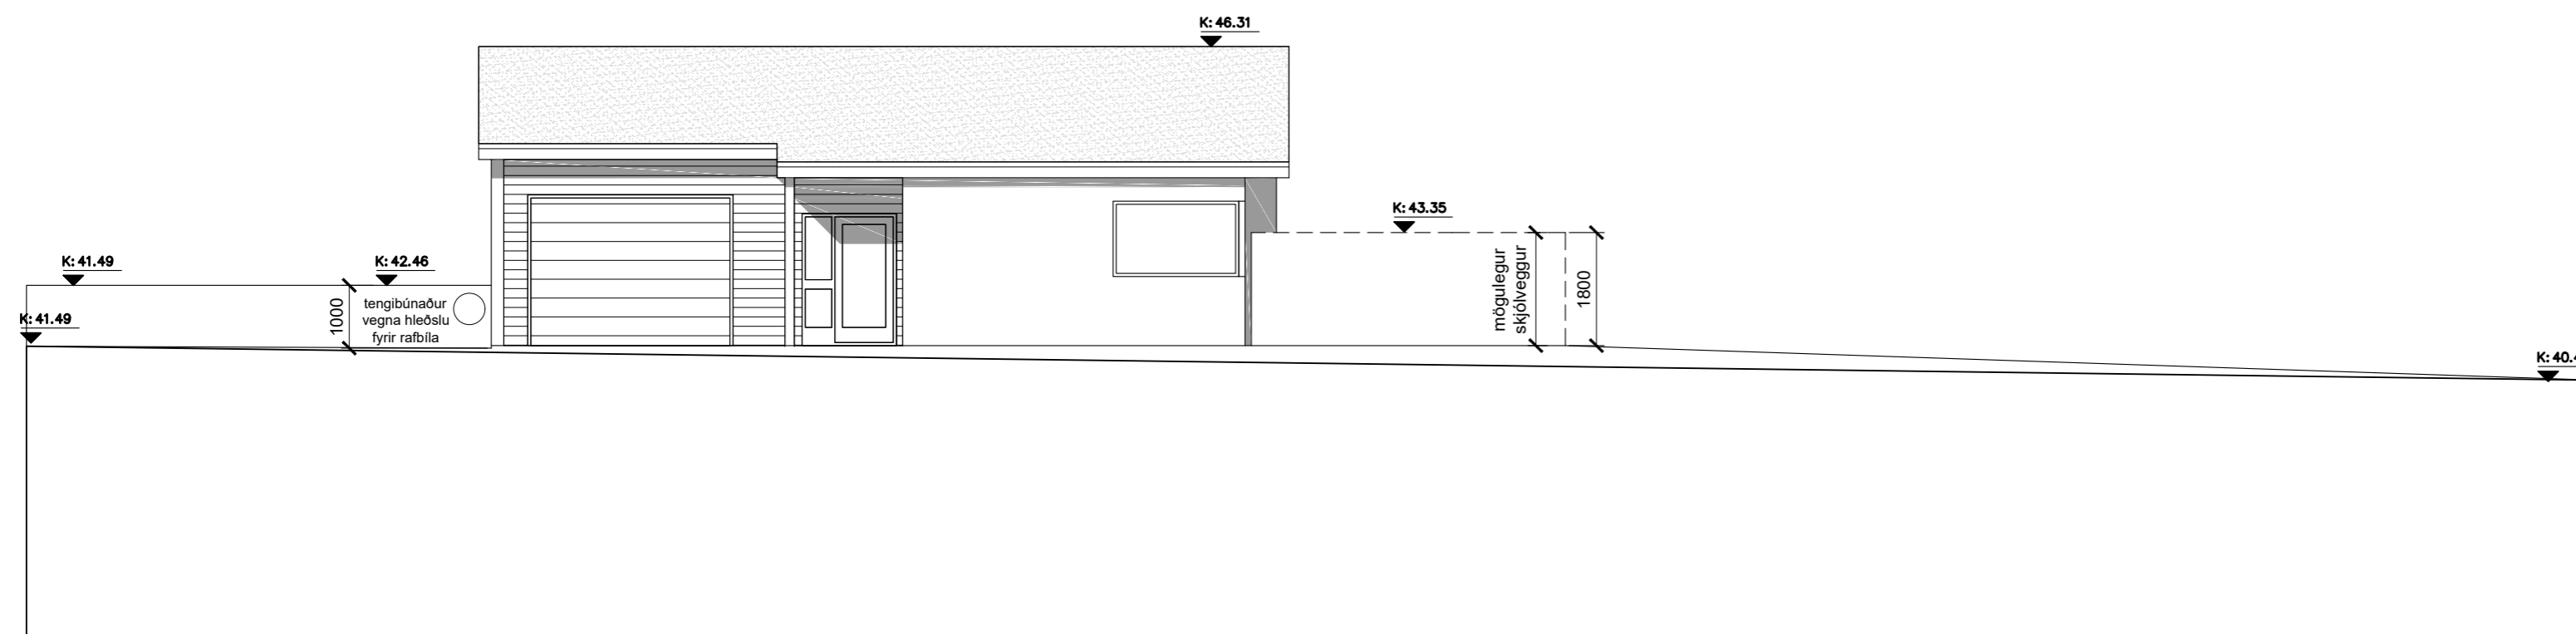 K: 46.31
K: 43.35
K: 41.49
K: 42.46
1000
tengibúnaður
vegna hleðslu
fyrir rafbíla
K: 41.49
mögulegur
skjólveggur
1800